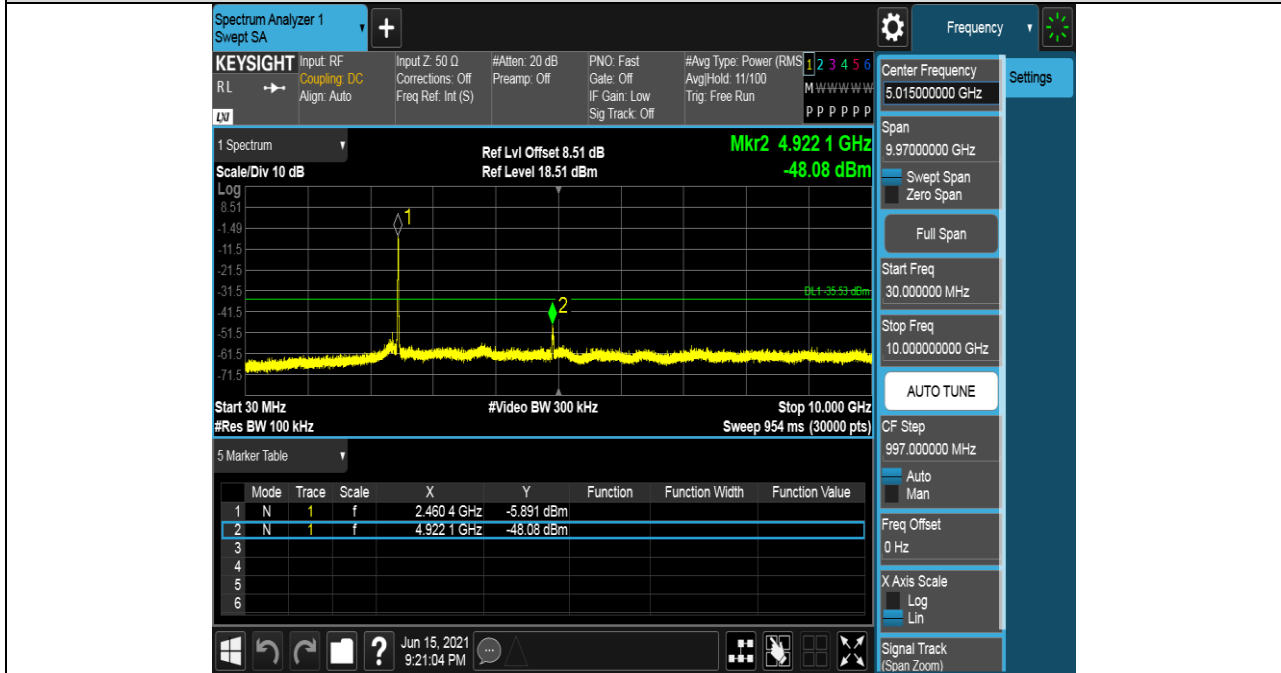 Spectrum Analyzer 1
Swept SA
+
Frequency
KEYSIGHT
RL
LXI
Input: RF
Coupling: DC
Align: Auto
Input Z: 50 Ω
Corrections: Off
Freq Ref: Int (S)
#Atten: 20 dB
Preamp: Off
PNO: Fast
Gate: Off
IF Gain: Low
Sig Track: Off
#Avg Type: Power (RMS
Avg|Hold: 11/100
Trig: Free Run
1 2 3 4 5 6
M W W W W W
P P P P P P
1 Spectrum
Scale/Div 10 dB
Ref Lvl Offset 8.51 dB
Ref Level 18.51 dBm
Mkr2 4.922 1 GHz
-48.08 dBm
Log
8.51
-1.49
-11.5
-21.5
-31.5
-41.5
-51.5
-61.5
-71.5
1
2
DL1 -35.53 dBm
Start 30 MHz
#Video BW 300 kHz
Stop 10.000 GHz
#Res BW 100 kHz
Sweep 954 ms (30000 pts)
5 Marker Table
Mode Trace Scale X Y Function Function Width Function Value
1 N 1 f 2.460 4 GHz -5.891 dBm
2 N 1 f 4.922 1 GHz -48.08 dBm
3
4
5
6
?
Jun 15, 2021
9:21:04 PM
Center Frequency
5.015000000 GHz
Settings
Span
9.97000000 GHz
Swept Span
Zero Span
Full Span
Start Freq
30.000000 MHz
Stop Freq
10.000000000 GHz
AUTO TUNE
CF Step
997.000000 MHz
Auto
Man
Freq Offset
0 Hz
X Axis Scale
Log
Lin
Signal Track
(Span Zoom)